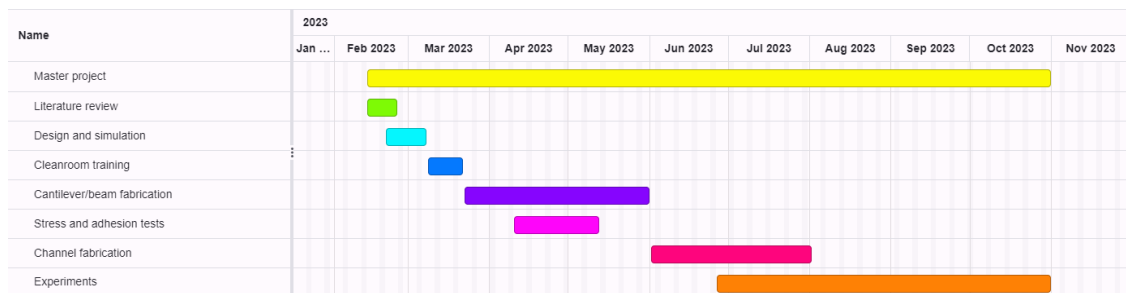 2023
Name
Jan ... Feb 2023 Mar 2023 Apr 2023 May 2023 Jun 2023 Jul 2023 Aug 2023 Sep 2023 Oct 2023 Nov 2023
Master project
Literature review
Design and simulation
Cleanroom training
Cantilever/beam fabrication
Stress and adhesion tests
Channel fabrication
Experiments